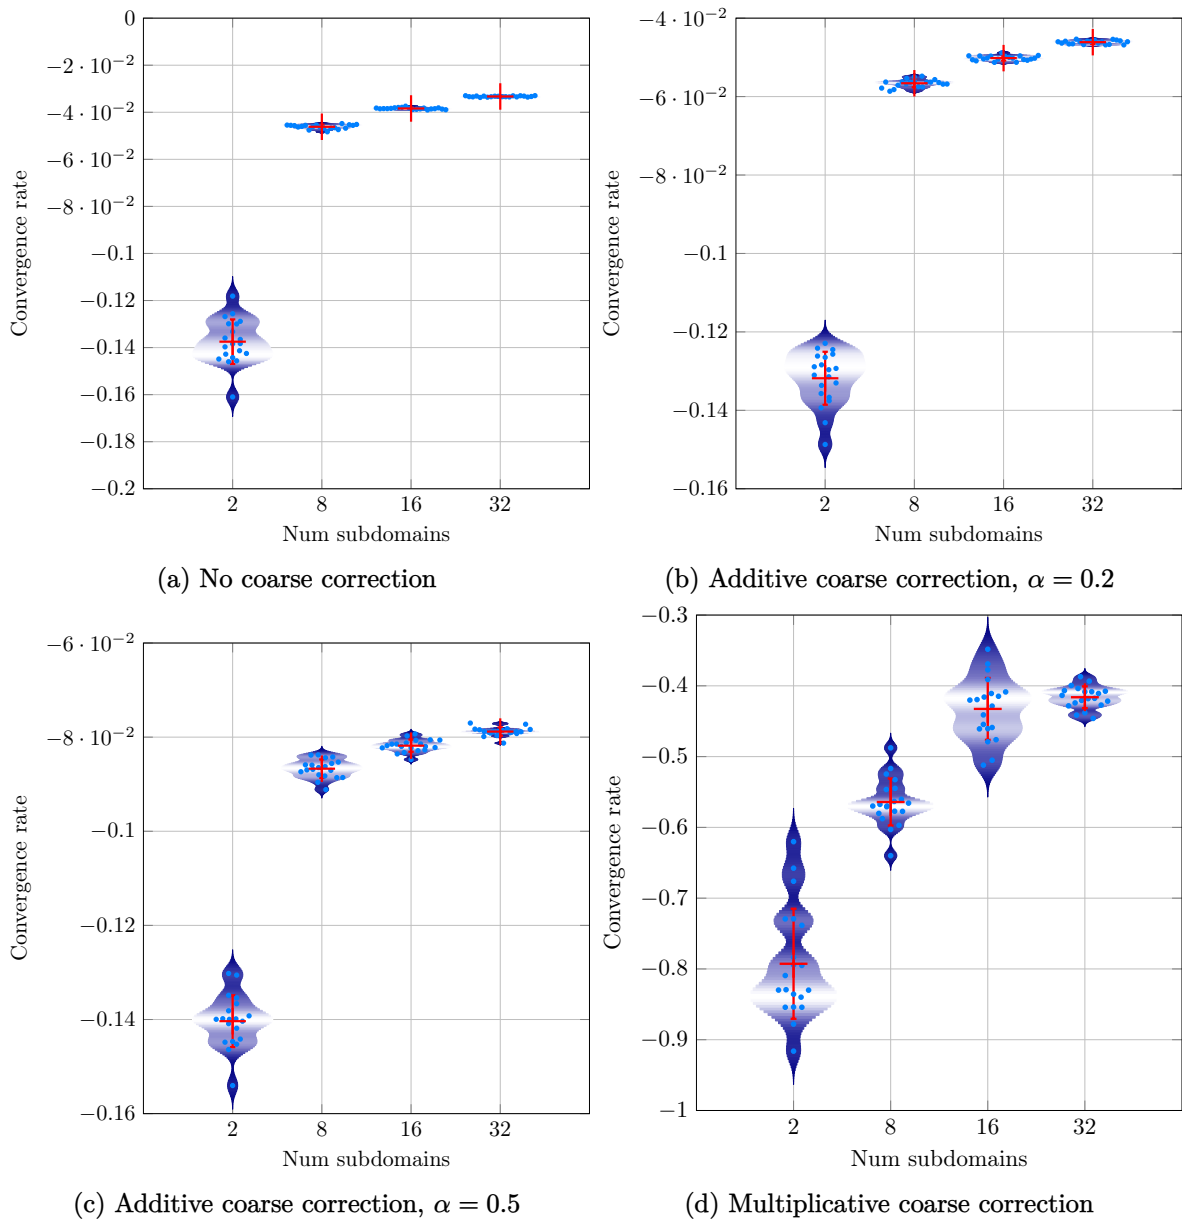 0
−2 · 10⁻²
−4 · 10⁻²
−6 · 10⁻²
−8 · 10⁻²
−0.1
−0.12
−0.14
−0.16
−0.18
−0.2
Convergence rate
2 8 16 32
Num subdomains
(a) No coarse correction
−4 · 10⁻²
−6 · 10⁻²
−8 · 10⁻²
−0.1
−0.12
−0.14
−0.16
Convergence rate
2 8 16 32
Num subdomains
(b) Additive coarse correction, α = 0.2
−6 · 10⁻²
−8 · 10⁻²
−0.1
−0.12
−0.14
−0.16
Convergence rate
2 8 16 32
Num subdomains
(c) Additive coarse correction, α = 0.5
−0.3
−0.4
−0.5
−0.6
−0.7
−0.8
−0.9
−1
Convergence rate
2 8 16 32
Num subdomains
(d) Multiplicative coarse correction